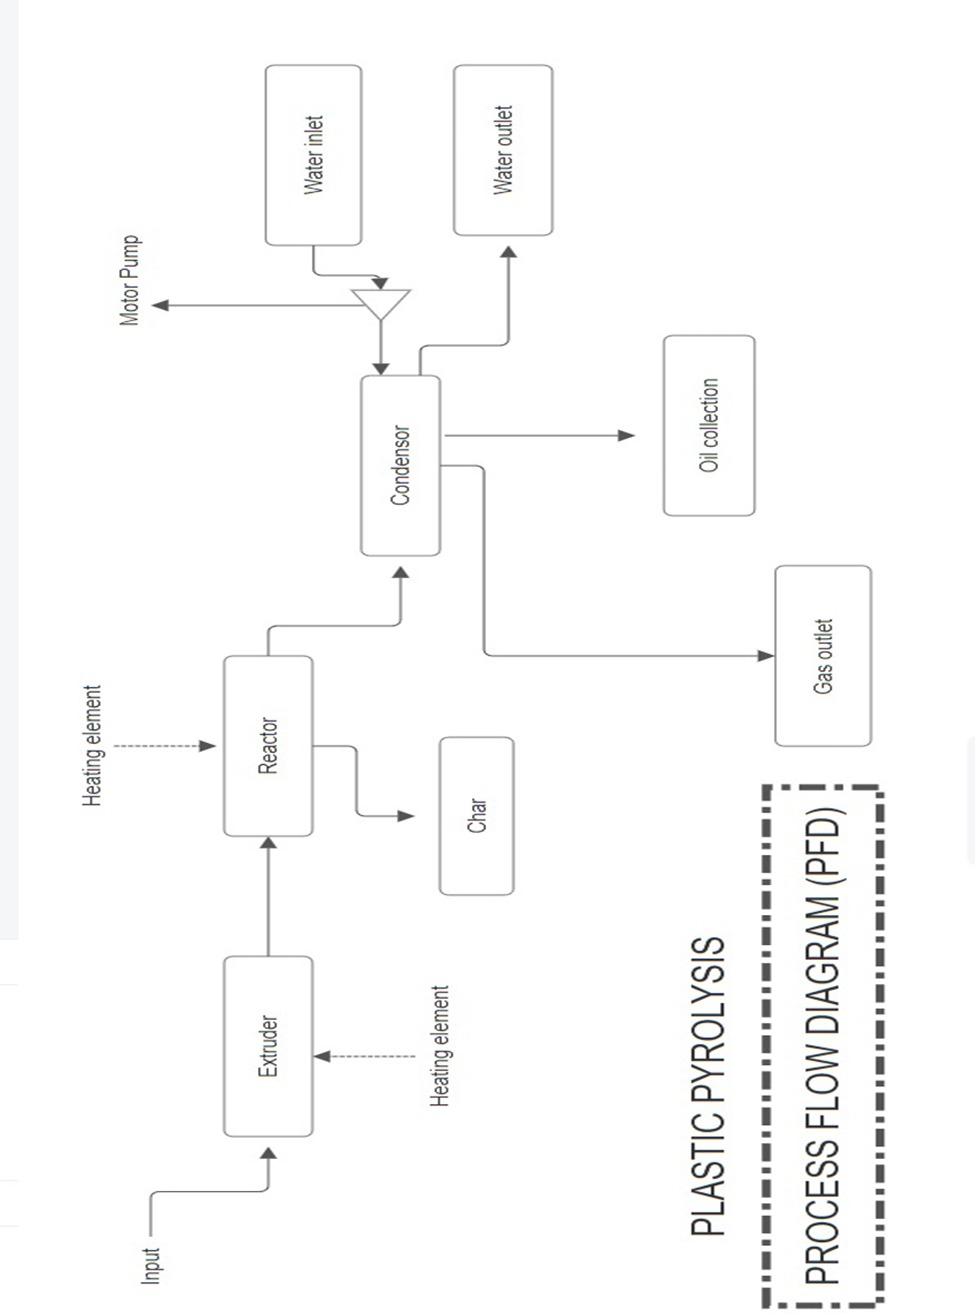 Input
Extruder
Heating element
Reactor
Heating element
Char
Condensor
Motor Pump
Water inlet
Water outlet
Oil collection
Gas outlet
PLASTIC PYROLYSIS
PROCESS FLOW DIAGRAM (PFD)